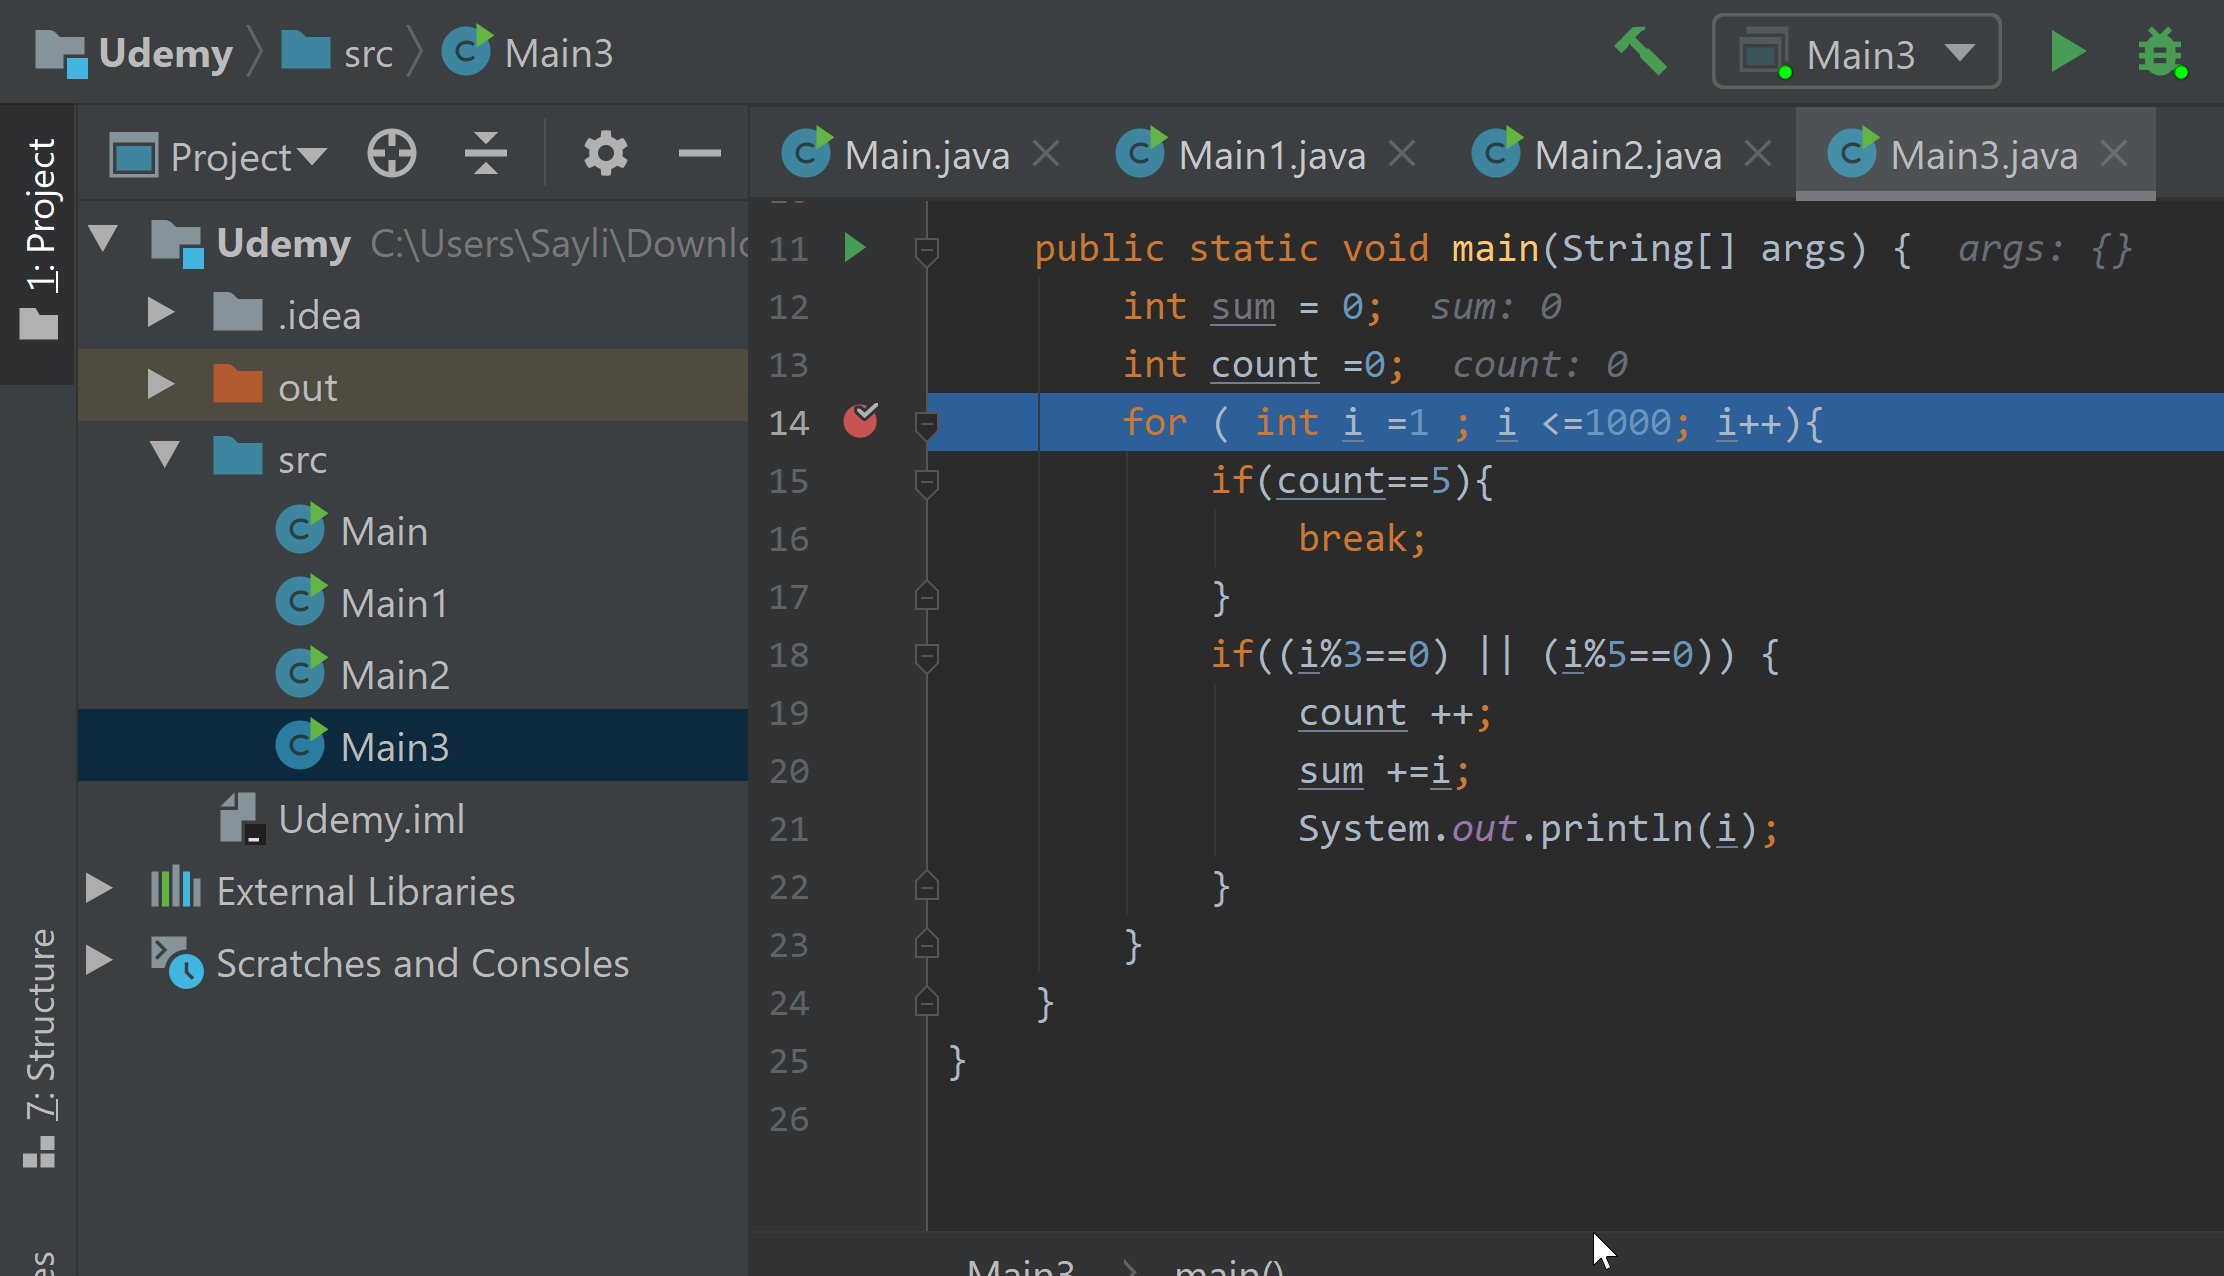 Udemy src Main3
Main3
1: Project
Project
Main.java Main1.java Main2.java Main3.java
Udemy C:\Users\Sayli\Downlo
.idea
out
src
Main
Main1
Main2
Main3
Udemy.iml
External Libraries
Scratches and Consoles
7: Structure
es
11 public static void main(String[] args) { args: {}
12 int sum = 0; sum: 0
13 int count =0; count: 0
14 for ( int i =1 ; i <=1000; i++){
15 if(count==5){
16 break;
17 }
18 if((i%3==0) || (i%5==0)) {
19 count ++;
20 sum +=i;
21 System.out.println(i);
22 }
23 }
24 }
25 }
26
Main3 main()